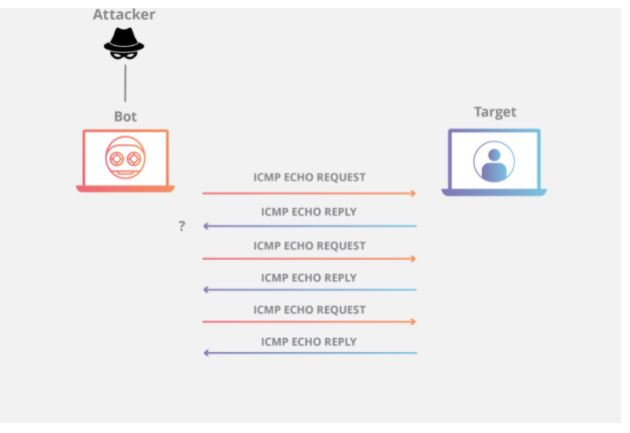 Attacker
Bot
Target
ICMP ECHO REQUEST
ICMP ECHO REPLY
?
ICMP ECHO REQUEST
ICMP ECHO REPLY
ICMP ECHO REQUEST
ICMP ECHO REPLY